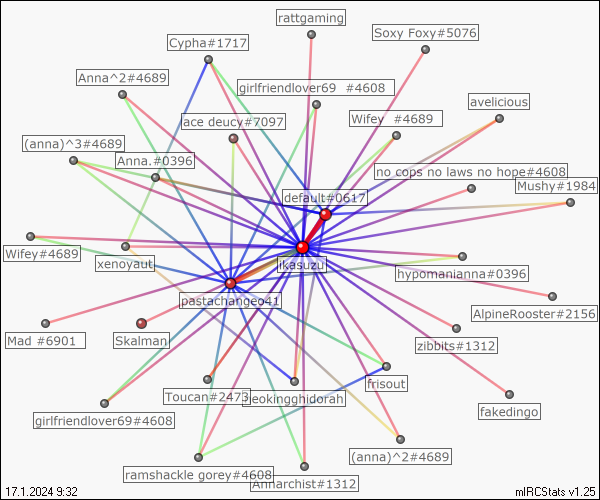 rattgaming
Soxy Foxy#5076
Cypha#1717
Anna^2#4689
girlfriendlover69 #4608
avelicious
ace deucy#7097
Wifey #4689
(anna)^3#4689
Anna.#0396
no cops no laws no hope#4608
Mushy#1984
default#0617
Wifey#4689
xenoyaut
ikasuzu
hypomanianna#0396
pastachangeo41
AlpineRooster#2156
Mad #6901
Skalman
zibbits#1312
frisout
Toucan#2473
neokingghidorah
fakedingo
girlfriendlover69#4608
(anna)^2#4689
ramshackle gorey#4608
Annarchist#1312
17.1.2024 9:32
mIRCStats v1.25